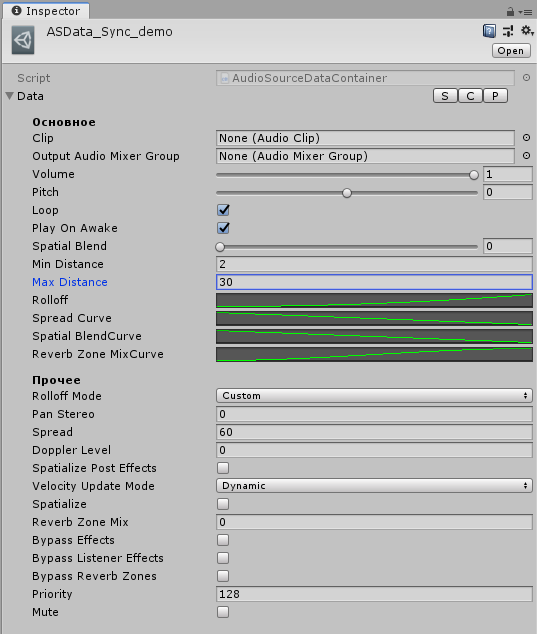 Inspector
ASData_Sync_demo
Open
Script AudioSourceDataContainer
Data S C P
Основное
Clip None (Audio Clip)
Output Audio Mixer Group None (Audio Mixer Group)
Volume 1
Pitch 0
Loop
Play On Awake
Spatial Blend 0
Min Distance 2
Max Distance 30
Rolloff
Spread Curve
Spatial BlendCurve
Reverb Zone MixCurve
Прочее
Rolloff Mode Custom
Pan Stereo 0
Spread 60
Doppler Level 0
Spatialize Post Effects
Velocity Update Mode Dynamic
Spatialize
Reverb Zone Mix 0
Bypass Effects
Bypass Listener Effects
Bypass Reverb Zones
Priority 128
Mute